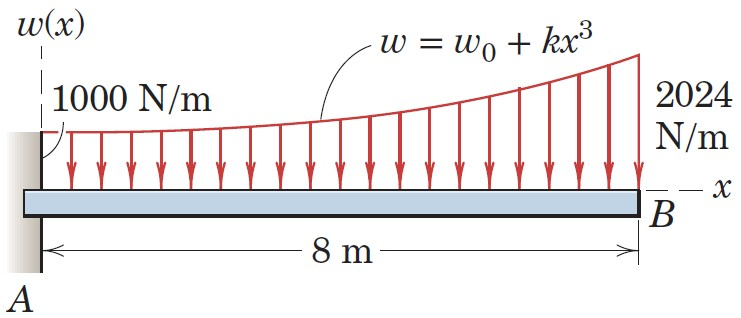 w(x)
w = w₀ + kx³
1000 N/m
2024
N/m
x
B
8 m
A